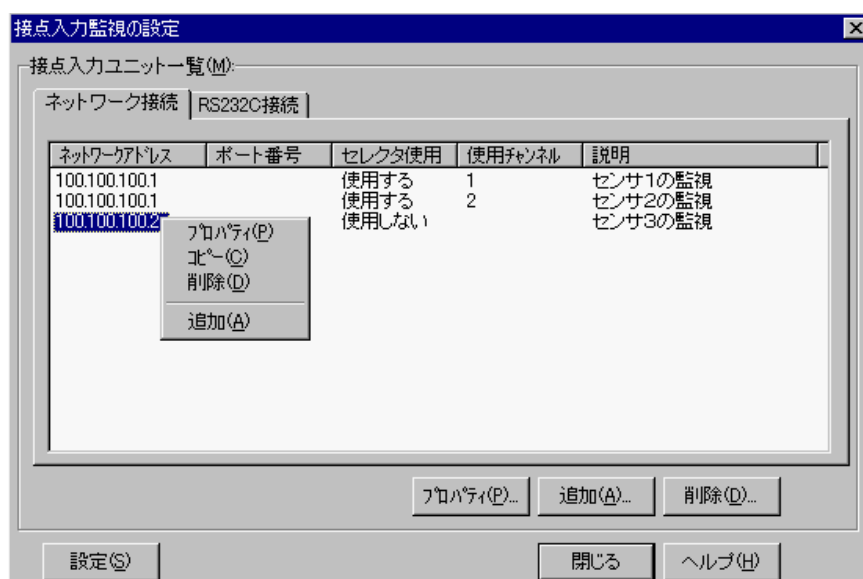 接点入力監視の設定
接点入力ユニット一覧(M):
ネットワーク接続 RS232C接続
ﾈｯﾄﾜｰｸｱﾄﾞﾚｽ ポート番号 セレクタ使用 使用ﾁｬﾝﾈﾙ 説明
100.100.100.1 使用する 1 センサ1の監視
100.100.100.1 使用する 2 センサ2の監視
100.100.100.2 使用しない センサ3の監視
ﾌﾟﾛﾊﾟﾃｨ(P)
ｺﾋﾟｰ(C)
削除(D)
追加(A)
ﾌﾟﾛﾊﾟﾃｨ(P)... 追加(A)... 削除(D)...
設定(S) 閉じる ヘルプ(H)